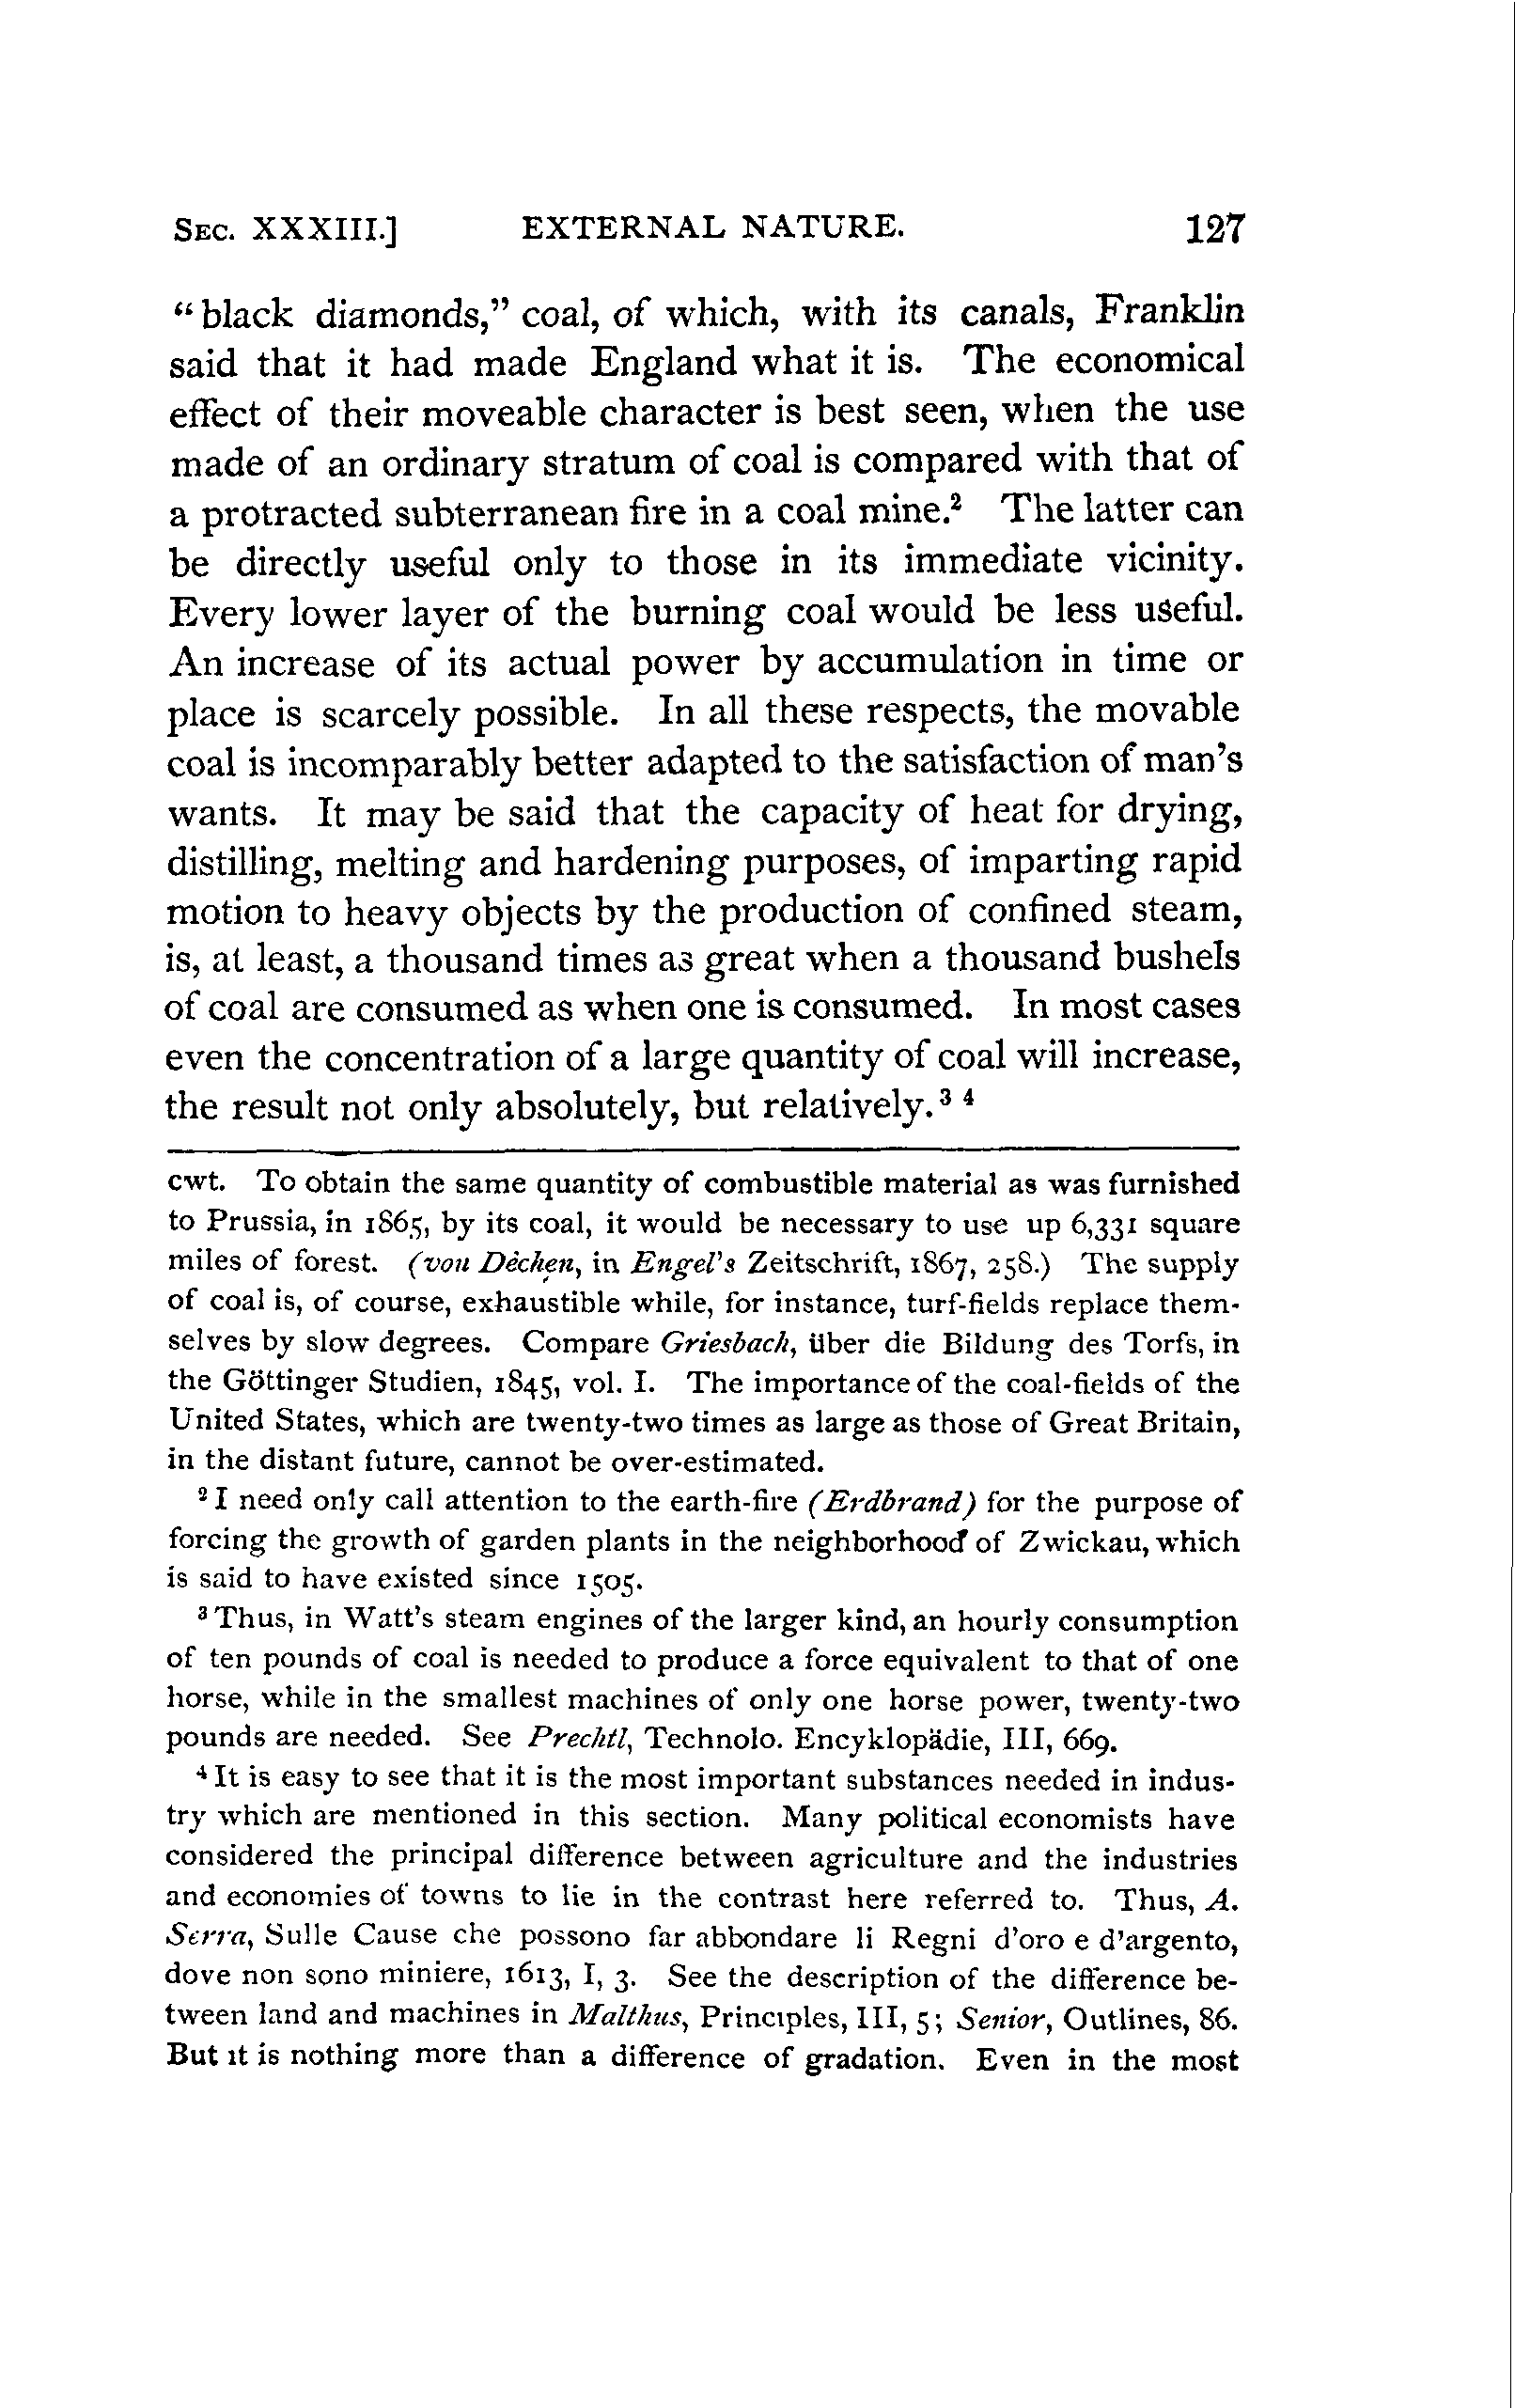 SEC. XXXIII.] EXTERNAL NATURE. 127
"black diamonds," coal, of which, with its canals, Franklin
said that it had made England what it is. The economical
effect of their moveable character is best seen, when the use
made of an ordinary stratum of coal is compared with that of
a protracted subterranean fire in a coal mine.² The latter can
be directly useful only to those in its immediate vicinity.
Every lower layer of the burning coal would be less useful.
An increase of its actual power by accumulation in time or
place is scarcely possible. In all these respects, the movable
coal is incomparably better adapted to the satisfaction of man's
wants. It may be said that the capacity of heat for drying,
distilling, melting and hardening purposes, of imparting rapid
motion to heavy objects by the production of confined steam,
is, at least, a thousand times as great when a thousand bushels
of coal are consumed as when one is consumed. In most cases
even the concentration of a large quantity of coal will increase,
the result not only absolutely, but relatively.³ ⁴
cwt. To obtain the same quantity of combustible material as was furnished
to Prussia, in 1865, by its coal, it would be necessary to use up 6,331 square
miles of forest. (von Dechen, in Engel's Zeitschrift, 1867, 258.) The supply
of coal is, of course, exhaustible while, for instance, turf-fields replace them-
selves by slow degrees. Compare Griesbach, über die Bildung des Torfs, in
the Göttinger Studien, 1845, vol. I. The importance of the coal-fields of the
United States, which are twenty-two times as large as those of Great Britain,
in the distant future, cannot be over-estimated.
² I need only call attention to the earth-fire (Erdbrand) for the purpose of
forcing the growth of garden plants in the neighborhood of Zwickau, which
is said to have existed since 1505.
³ Thus, in Watt's steam engines of the larger kind, an hourly consumption
of ten pounds of coal is needed to produce a force equivalent to that of one
horse, while in the smallest machines of only one horse power, twenty-two
pounds are needed. See Prechtl, Technolo. Encyklopädie, III, 669.
⁴ It is easy to see that it is the most important substances needed in indus-
try which are mentioned in this section. Many political economists have
considered the principal difference between agriculture and the industries
and economies of towns to lie in the contrast here referred to. Thus, A.
Serra, Sulle Cause che possono far abbondare li Regni d'oro e d'argento,
dove non sono miniere, 1613, I, 3. See the description of the difference be-
tween land and machines in Malthus, Principles, III, 5; Senior, Outlines, 86.
But it is nothing more than a difference of gradation. Even in the most